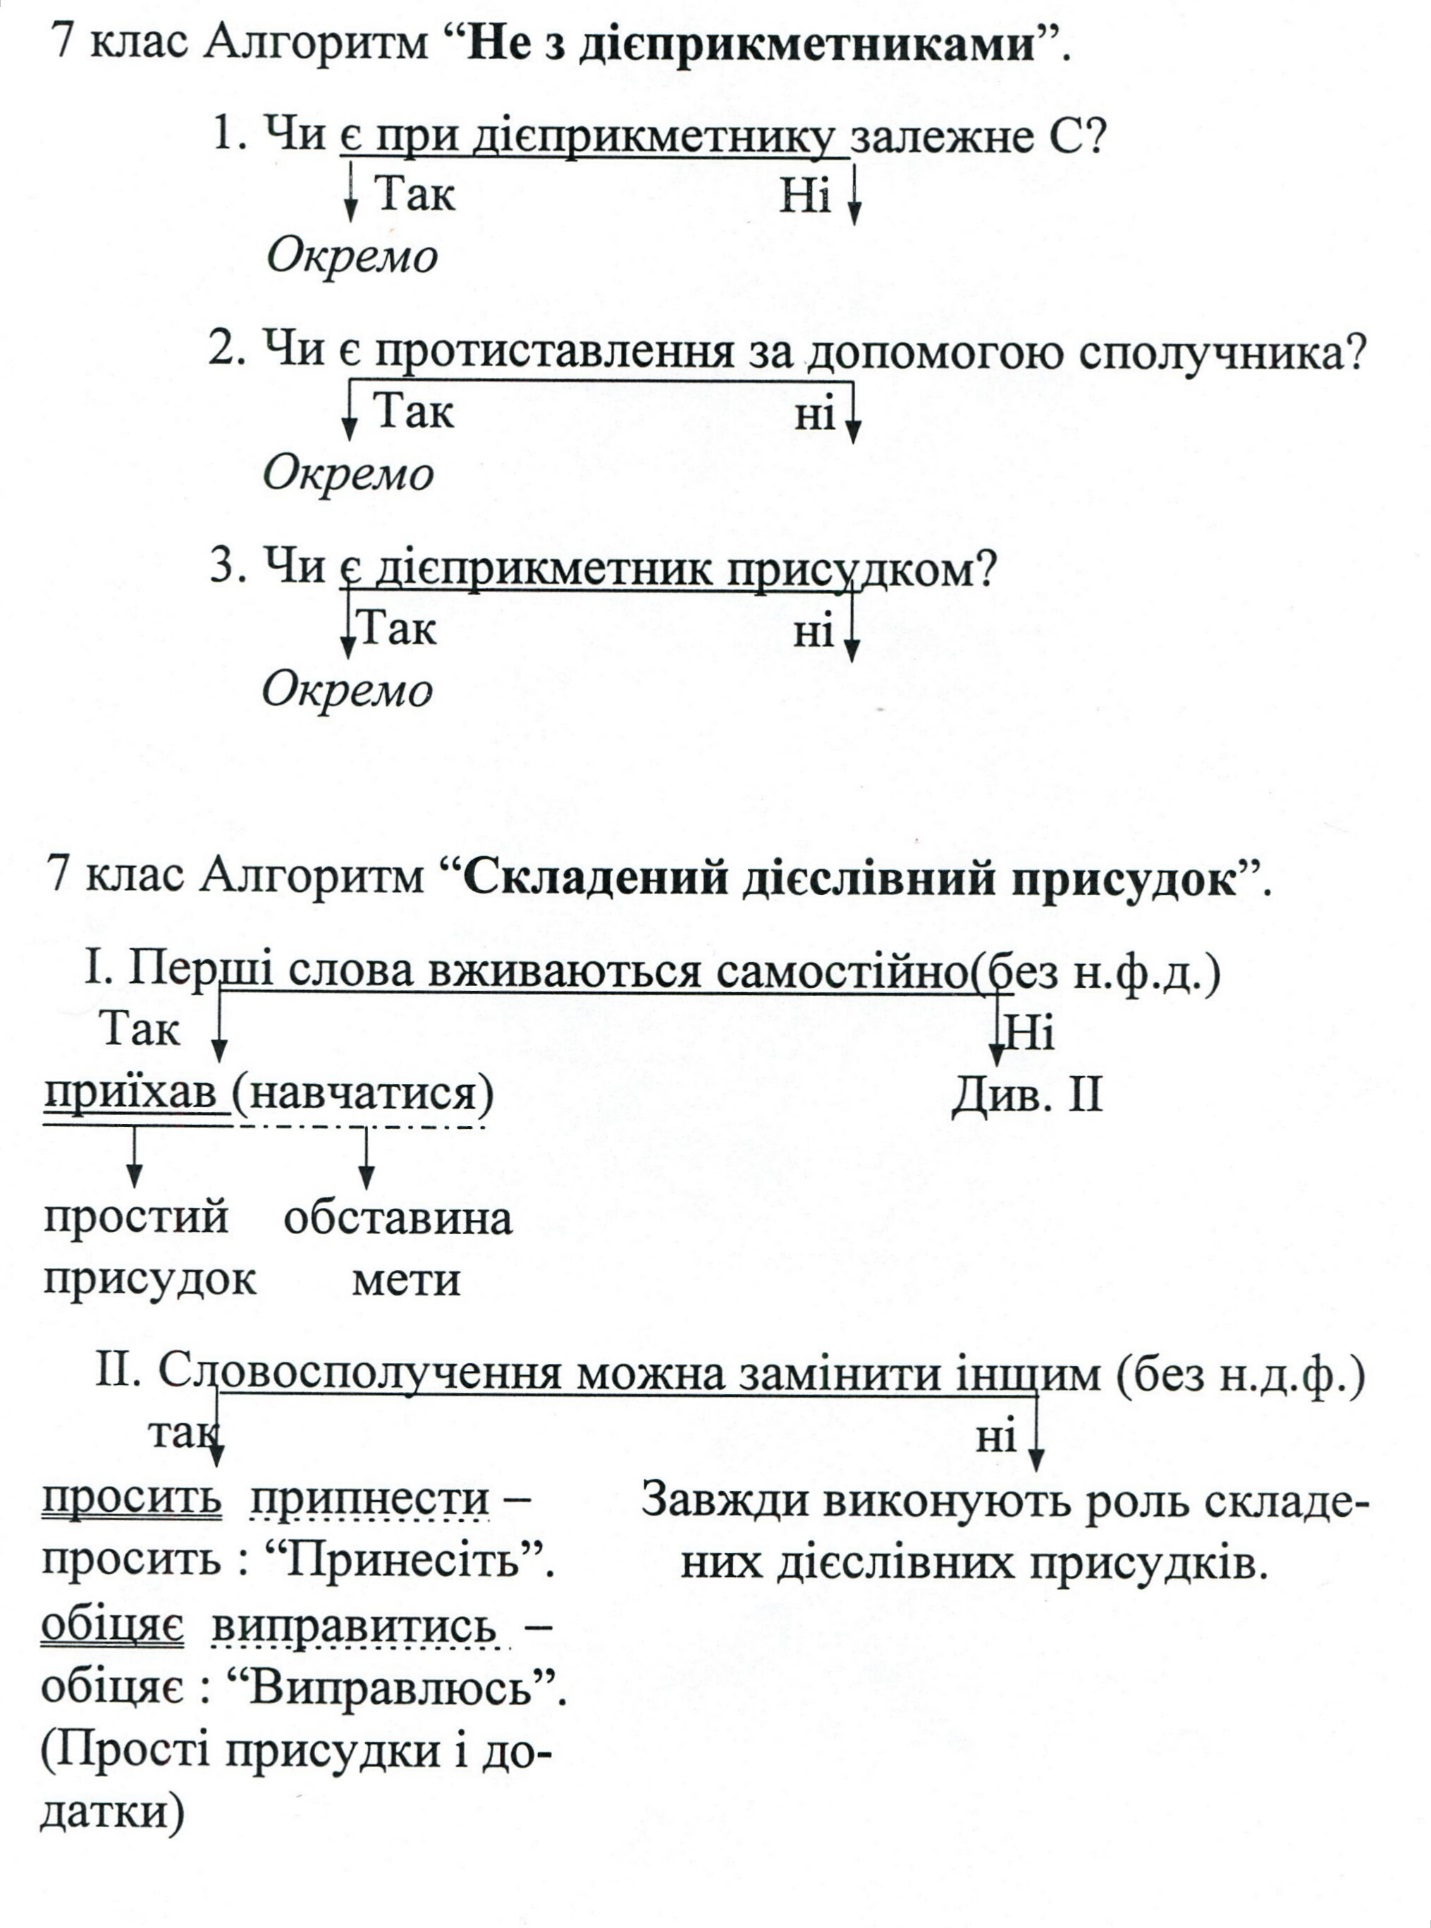 7 клас Алгоритм “Не з дієприкметниками”.
1. Чи є при дієприкметнику залежне С?
Так Ні
Окремо
2. Чи є протиставлення за допомогою сполучника?
Так ні
Окремо
3. Чи є дієприкметник присудком?
Так ні
Окремо
7 клас Алгоритм “Складений дієслівний присудок”.
І. Перші слова вживаються самостійно(без н.ф.д.)
Так Ні
приїхав (навчатися) Див. ІІ
простий обставина
присудок мети
ІІ. Словосполучення можна замінити іншим (без н.д.ф.)
так ні
просить припнести – Завжди виконують роль складе-
просить : “Принесіть”. них дієслівних присудків.
обіцяє виправитись –
обіцяє : “Виправлюсь”.
(Прості присудки і до-
датки)